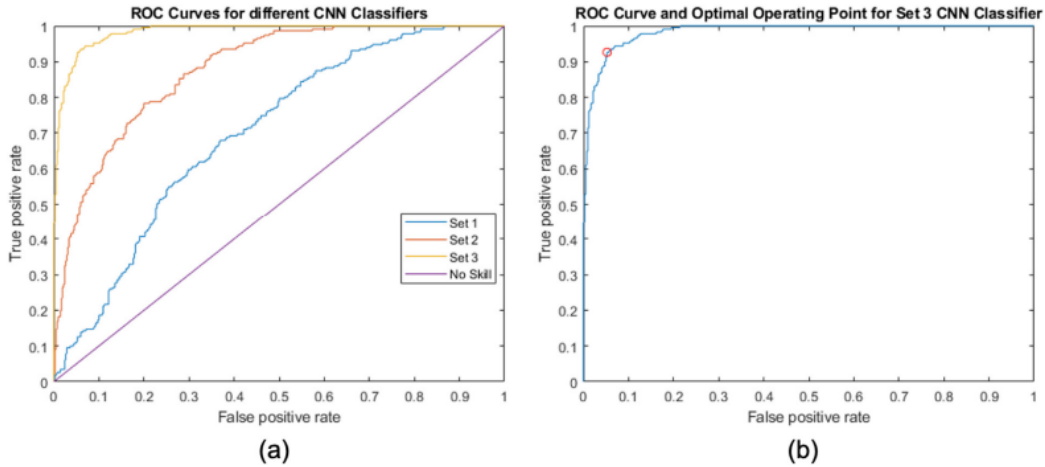 ROC Curves for different CNN Classifiers
1
0.9
0.8
0.7
0.6
0.5
0.4
0.3
0.2
0.1
0
True positive rate
Set 1
Set 2
Set 3
No Skill
0 0.1 0.2 0.3 0.4 0.5 0.6 0.7 0.8 0.9 1
False positive rate
(a)
ROC Curve and Optimal Operating Point for Set 3 CNN Classifier
1
0.9
0.8
0.7
0.6
0.5
0.4
0.3
0.2
0.1
0
True positive rate
0 0.1 0.2 0.3 0.4 0.5 0.6 0.7 0.8 0.9 1
False positive rate
(b)